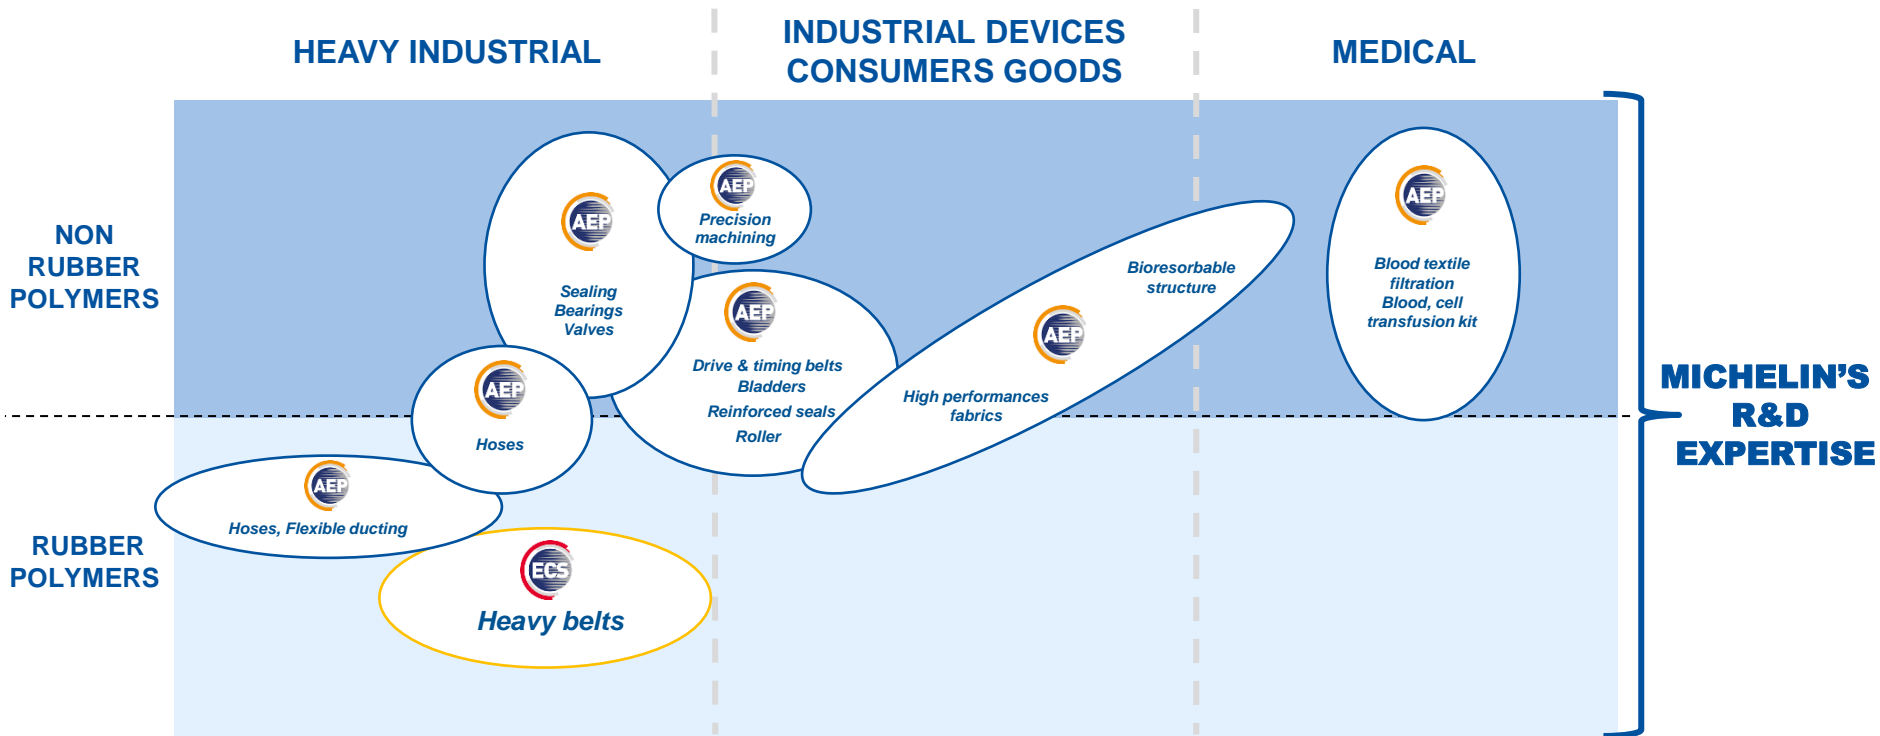 HEAVY INDUSTRIAL
INDUSTRIAL DEVICES
CONSUMERS GOODS
MEDICAL
NON
RUBBER
POLYMERS
RUBBER
POLYMERS
AEP
Sealing
Bearings
Valves
AEP
Precision
machining
AEP
Drive & timing belts
Bladders
Reinforced seals
Roller
AEP
Hoses
AEP
Hoses, Flexible ducting
ECS
Heavy belts
AEP
High performances
fabrics
Bioresorbable
structure
AEP
Blood textile
filtration
Blood, cell
transfusion kit
MICHELIN'S
R&D
EXPERTISE